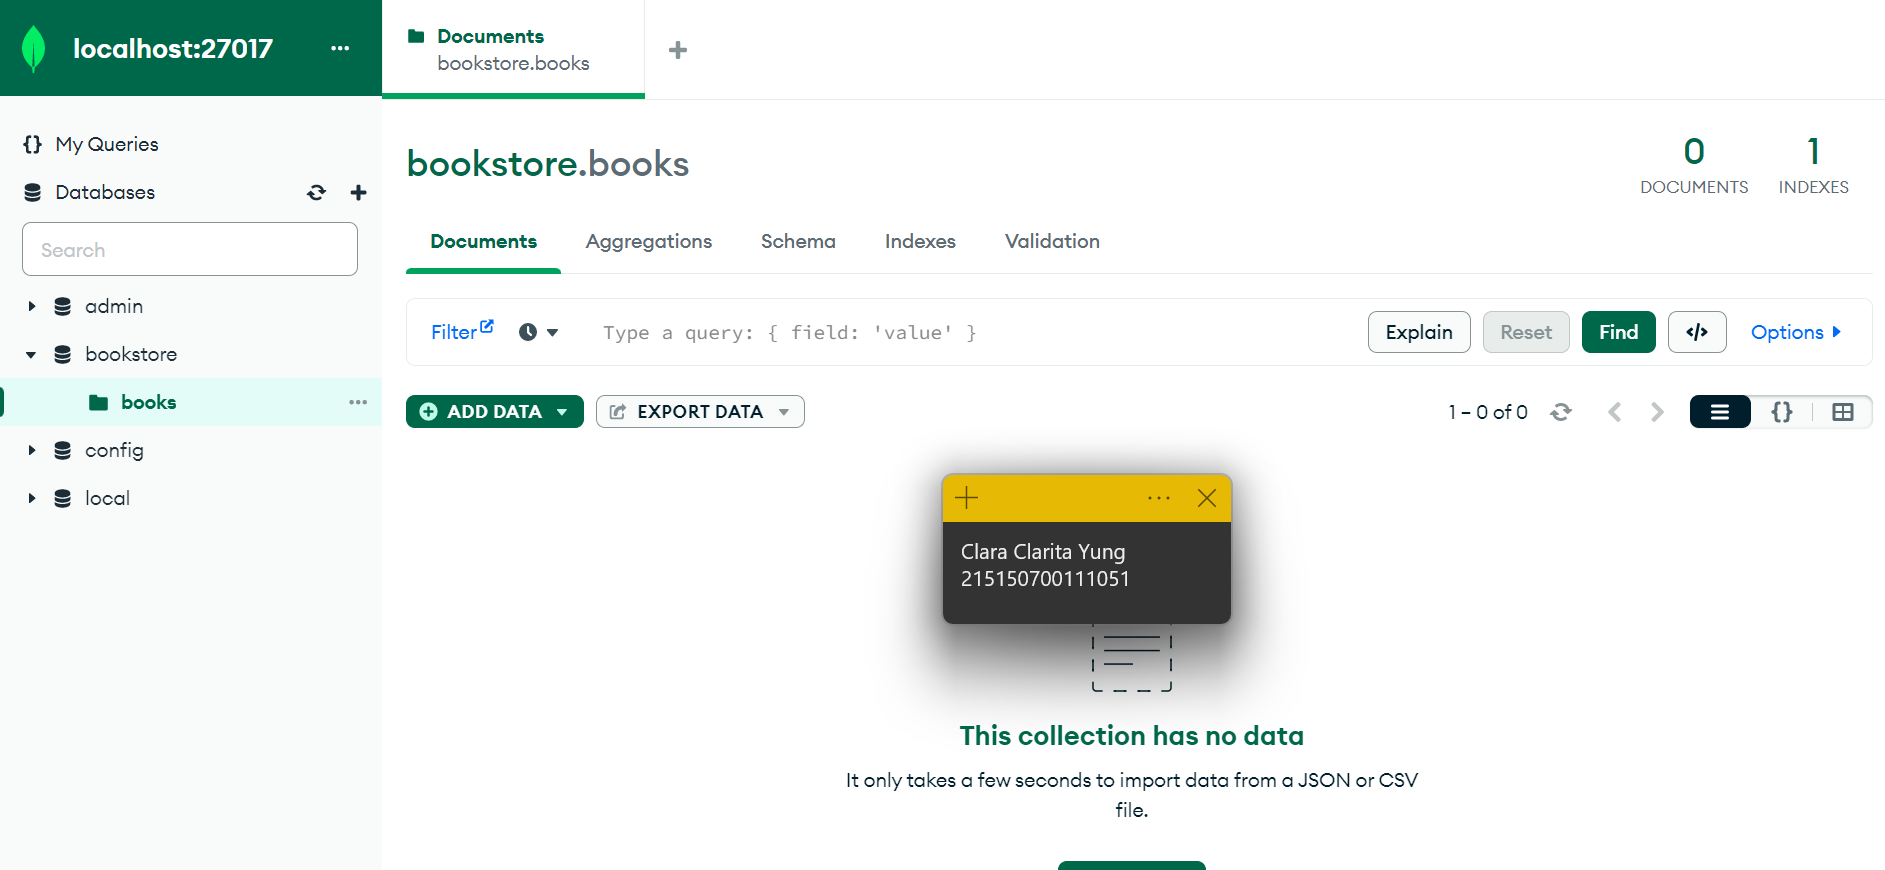 localhost:27017
Documents
bookstore.books
My Queries
Databases
Search
admin
bookstore
books
config
local
bookstore.books
0
DOCUMENTS
1
INDEXES
Documents Aggregations Schema Indexes Validation
Filter Type a query: { field: 'value' } Explain Reset Find </> Options
ADD DATA EXPORT DATA 1 – 0 of 0 {}
Clara Clarita Yung
215150700111051
This collection has no data
It only takes a few seconds to import data from a JSON or CSV
file.